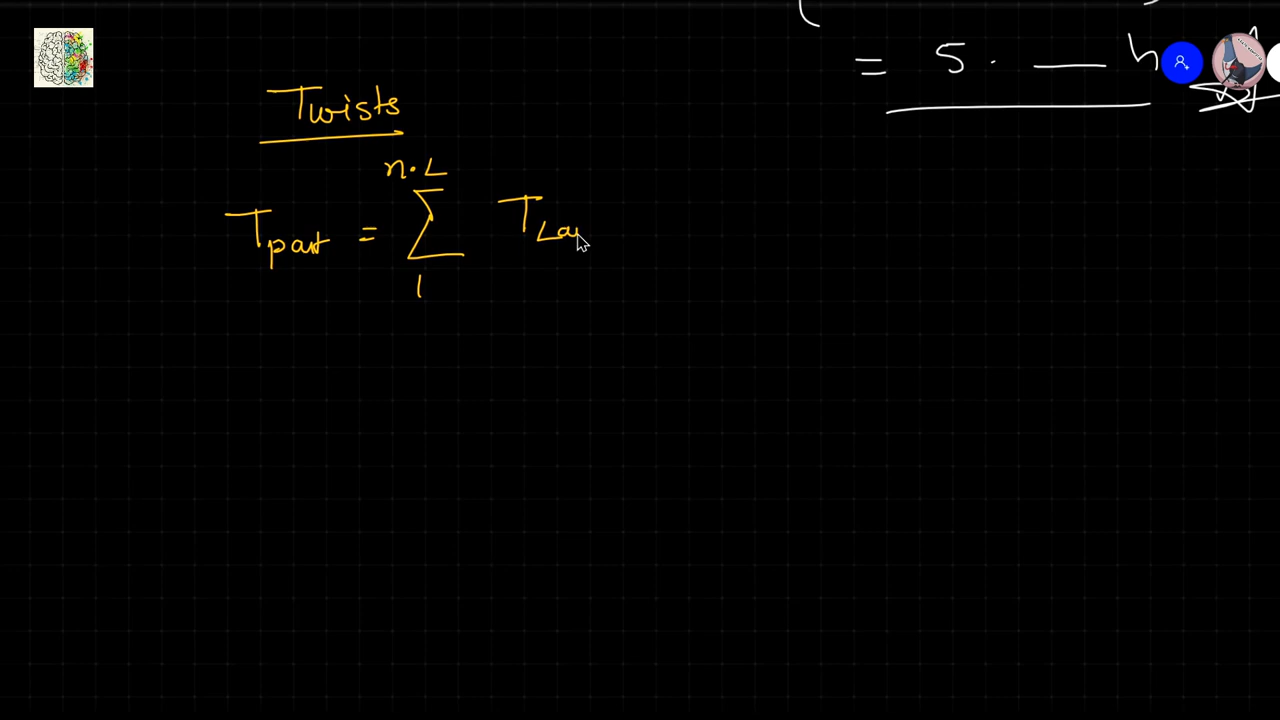 = 5. — h
Twists
n.L
T_part = Σ T_La
1